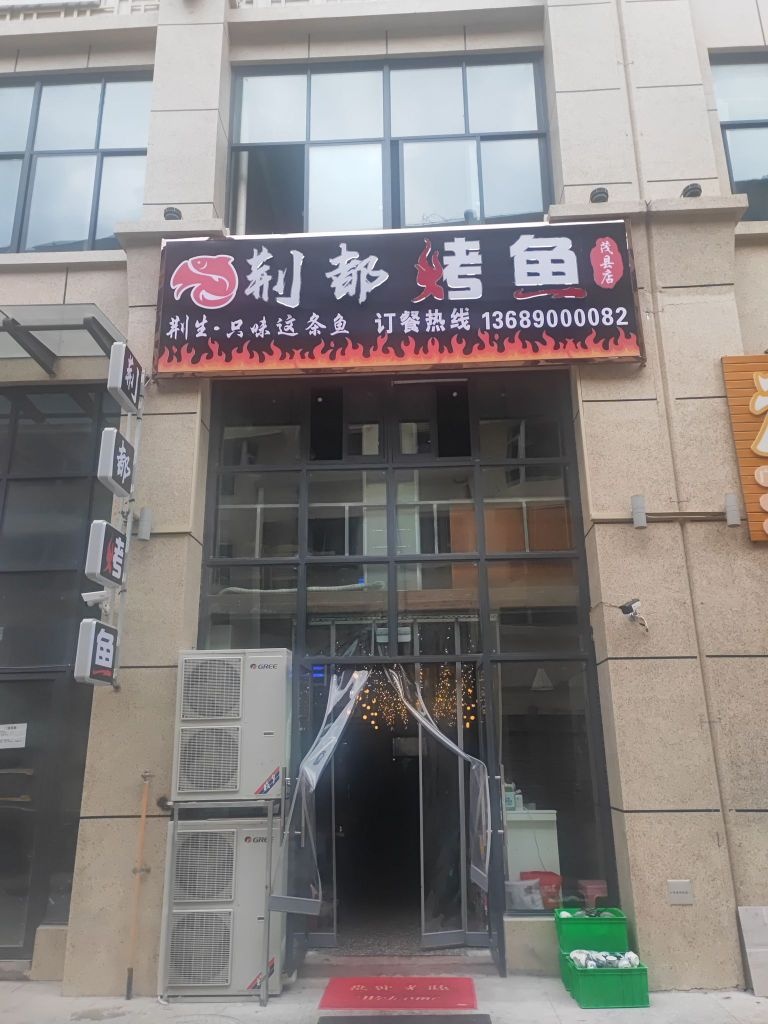 荆都烤鱼
茂县店
荆生·只味这条鱼 订餐热线 13689000082
荆
都
烤
鱼
GREE
GREE
Welcome